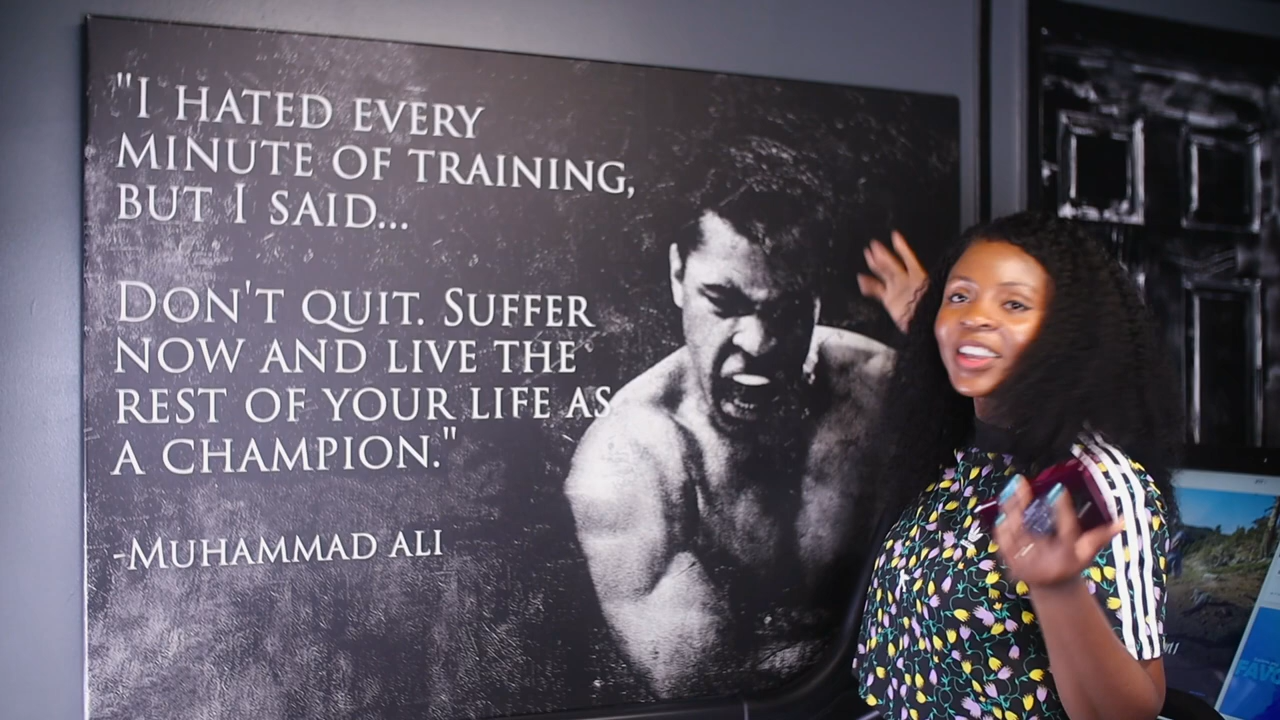 "I HATED EVERY
MINUTE OF TRAINING,
BUT I SAID...
DON'T QUIT. SUFFER
NOW AND LIVE THE
REST OF YOUR LIFE AS
A CHAMPION."
-MUHAMMAD ALI